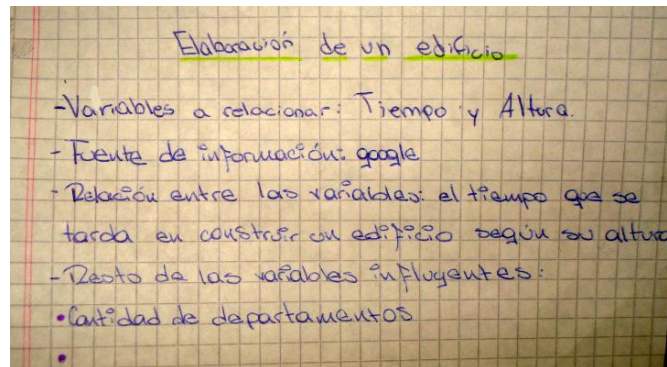 Elaboración de un edificio
-Variables a relacionar: Tiempo y Altura.
- Fuente de información: google
- Relación entre las variables: el tiempo que se
tarda en construir un edificio según su altura
- Resto de las variables influyentes:
• Cantidad de departamentos
•